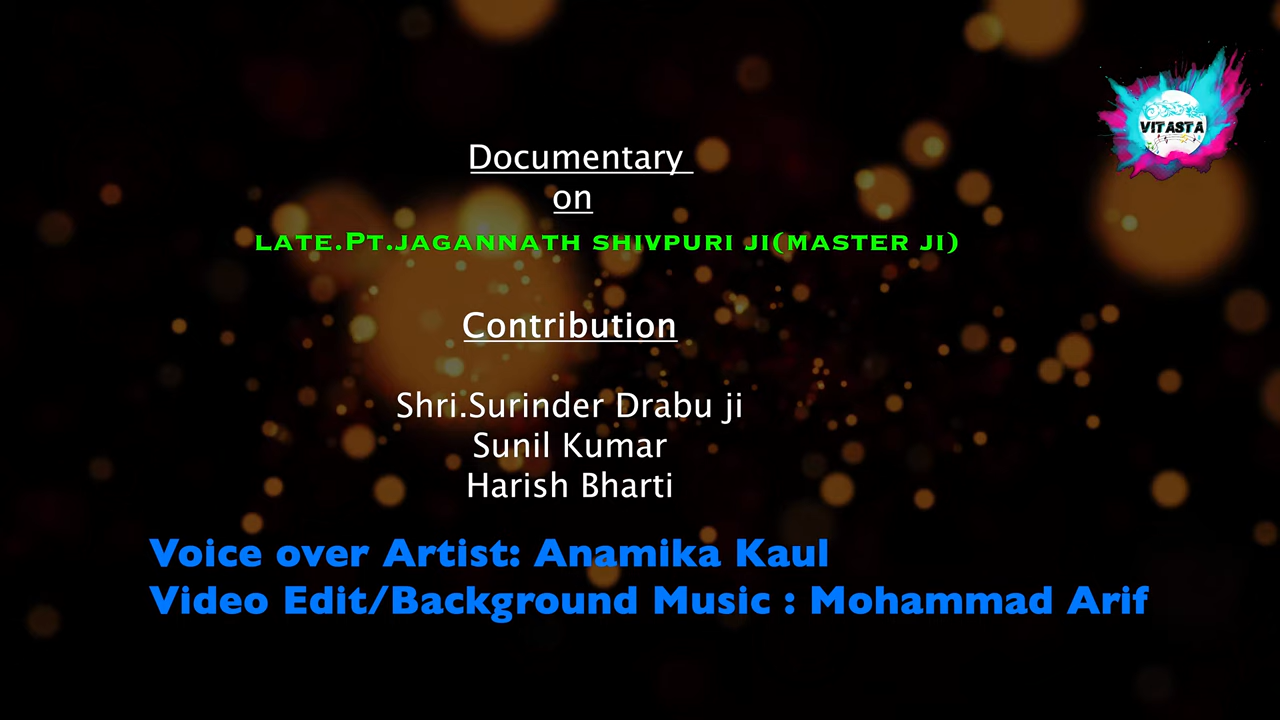 VITASTA
Documentary
on
LATE.PT.JAGANNATH SHIVPURI JI(MASTER JI)
Contribution
Shri.Surinder Drabu ji
Sunil Kumar
Harish Bharti
Voice over Artist: Anamika Kaul
Video Edit/Background Music : Mohammad Arif